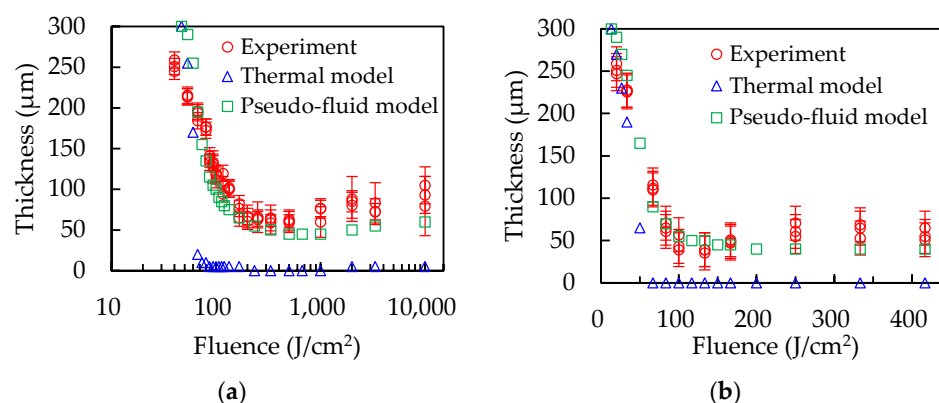 300
250
200
150
100
50
0
Thickness (μm)
Experiment
Thermal model
Pseudo-fluid model
10 100 1,000 10,000
Fluence (J/cm²)
(a)
300
250
200
150
100
50
0
Thickness (μm)
Experiment
Thermal model
Pseudo-fluid model
0 100 200 300 400
Fluence (J/cm²)
(b)